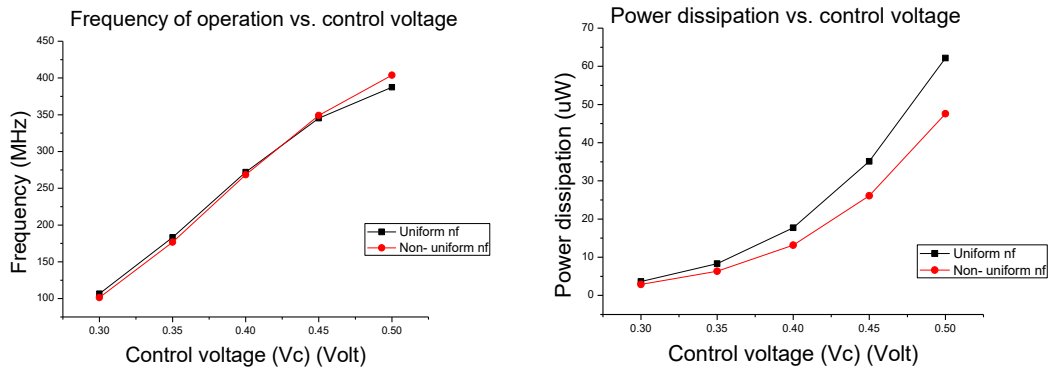 Frequency of operation vs. control voltage
450
400
350
300
250
200
150
100
Frequency (MHz)
Uniform nf
Non- uniform nf
0.30 0.35 0.40 0.45 0.50
Control voltage (Vc) (Volt)
Power dissipation vs. control voltage
70
60
50
40
30
20
10
0
Power dissipation (uW)
Uniform nf
Non- uniform nf
0.30 0.35 0.40 0.45 0.50
Control voltage (Vc) (Volt)